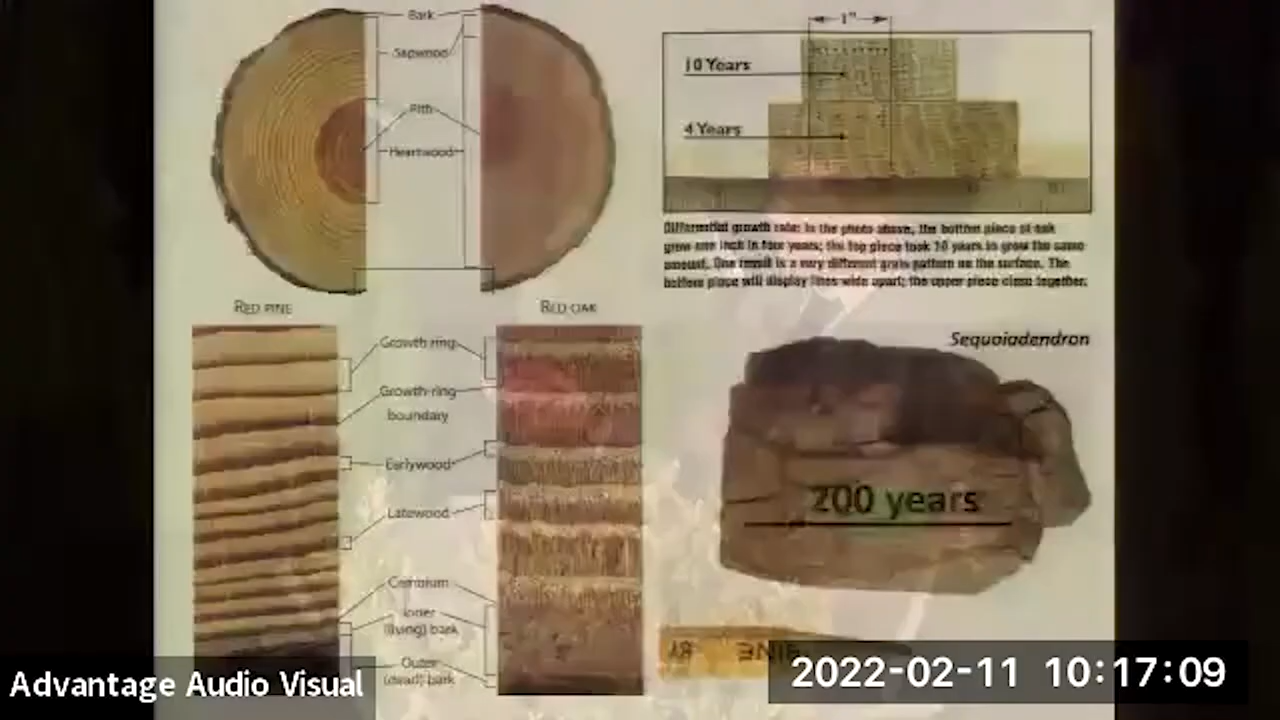 Bark
Sapwood
Pith
Heartwood
RED PINE
RED OAK
Growth ring
Growth-ring
boundary
Earlywood
Latewood
Cambium
Inner
(living) bark
Outer
(dead) bark
1"
10 Years
4 Years
Differential growth rate: In the photo above, the bottom piece of oak
grew one inch in four years; the top piece took 10 years to grow the same
amount. One result is a very different grain pattern on the surface. The
bottom piece will display lines wide apart; the upper piece close together.
Sequoiadendron
200 years
Advantage Audio Visual
2022-02-11 10:17:09